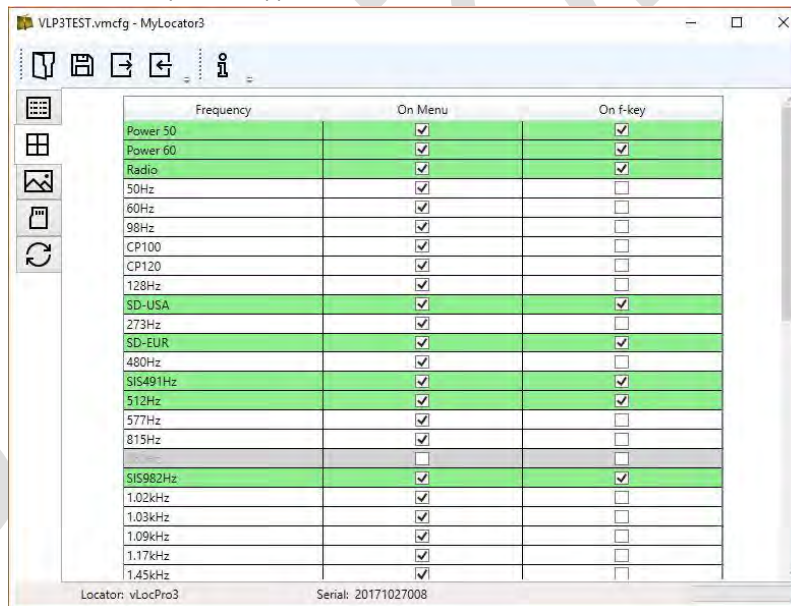 VLP3TEST.vmcfg - MyLocator3
Frequency On Menu On f-key
Power 50
Power 60
Radio
50Hz
60Hz
98Hz
CP100
CP120
128Hz
SD-USA
273Hz
SD-EUR
480Hz
SIS491Hz
512Hz
577Hz
815Hz
SIS982Hz
1.02kHz
1.03kHz
1.09kHz
1.17kHz
1.45kHz
Locator: vLocPro3 Serial: 20171027008